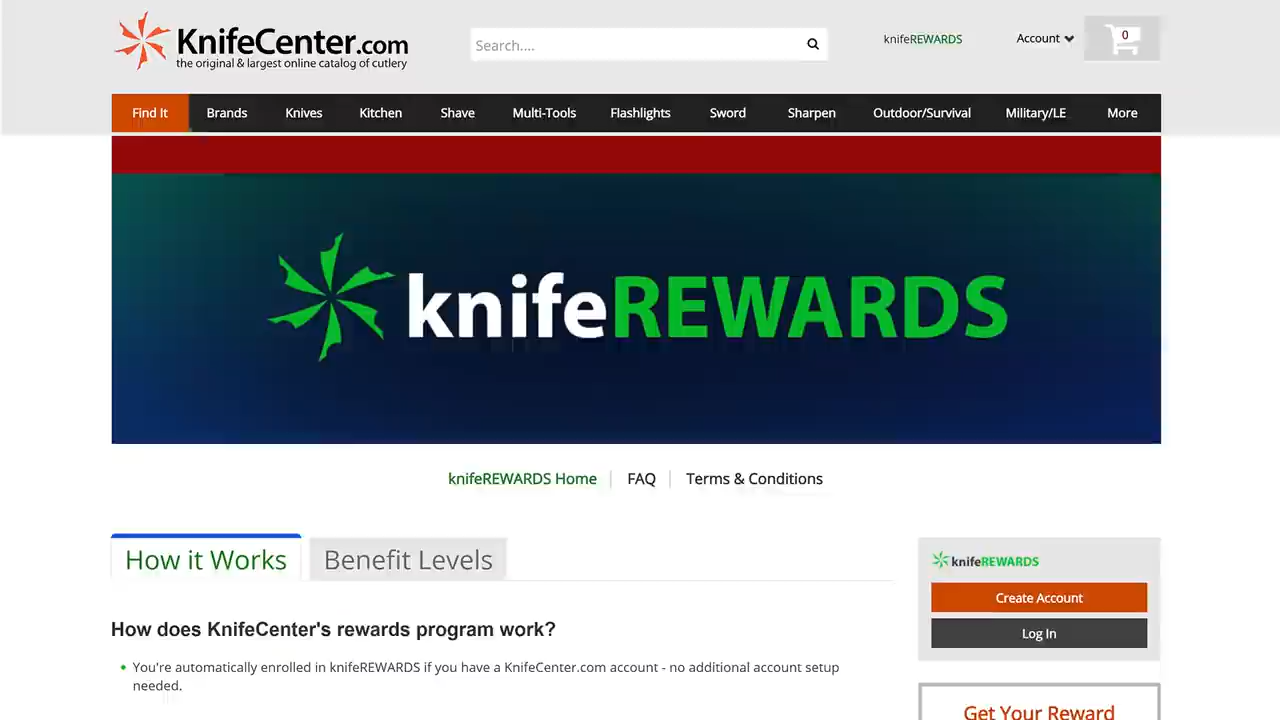 KnifeCenter.com
the original & largest online catalog of cutlery
Search....
knifeREWARDS
Account
0
Find It
Brands
Knives
Kitchen
Shave
Multi-Tools
Flashlights
Sword
Sharpen
Outdoor/Survival
Military/LE
More
knifeREWARDS
knifeREWARDS Home
FAQ
Terms & Conditions
How it Works
Benefit Levels
How does KnifeCenter's rewards program work?
You're automatically enrolled in knifeREWARDS if you have a KnifeCenter.com account - no additional account setup
needed.
knifeREWARDS
Create Account
Log In
Get Your Reward